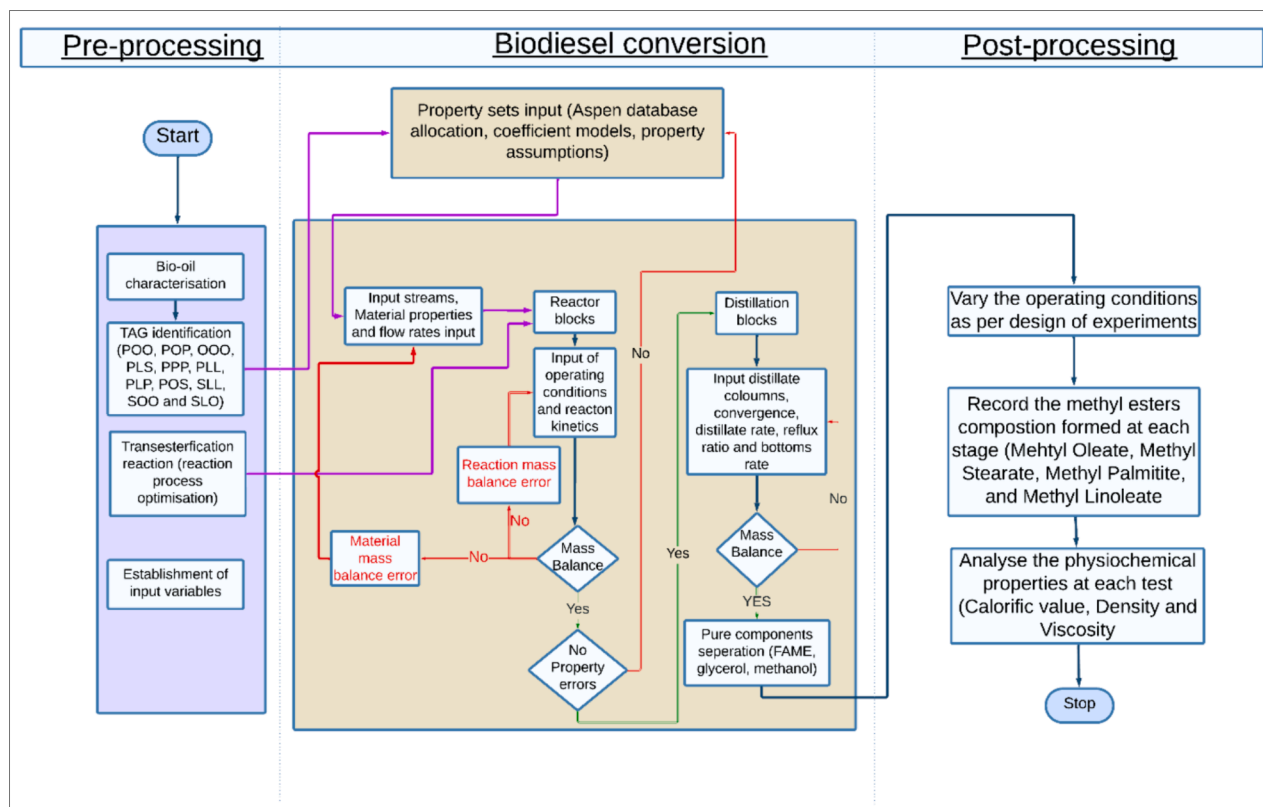 Pre-processing
Biodiesel conversion
Post-processing
Start
Bio-oil
characterisation
TAG identification
(POO, POP, OOO,
PLS, PPP, PLL,
PLP, POS, SLL,
SOO and SLO)
Transesterfication
reaction (reaction
process
optimisation)
Establishment of
input variables
Property sets input (Aspen database
allocation, coefficient models, property
assumptions)
Input streams,
Material properties
and flow rates input
Reactor
blocks
Input of
operating
conditions
and reacton
kinetics
Reaction mass
balance error
No
Material
mass
balance error
No
Mass
Balance
Yes
No
Property
errors
No
Yes
Distillation
blocks
Input distillate
coloumns,
convergence,
distillate rate, reflux
ratio and bottoms
rate
No
Mass
Balance
YES
Pure components
seperation (FAME,
glycerol, methanol)
Vary the operating conditions
as per design of experiments
Record the methyl esters
compostion formed at each
stage (Mehtyl Oleate, Methyl
Stearate, Methyl Palmitite,
and Methyl Linoleate
Analyse the physiochemical
properties at each test
(Calorific value, Density and
Viscosity
Stop